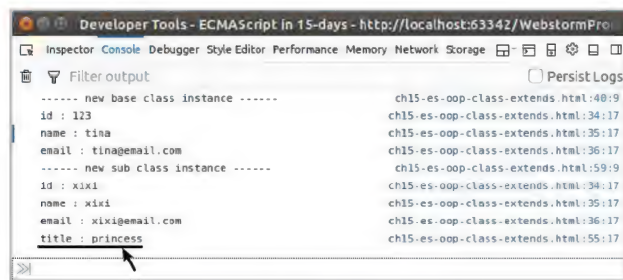 Developer Tools - ECMAScript in 15-days - http://localhost:63342/WebstormPro
Inspector Console Debugger Style Editor Performance Memory Network Storage
Filter output Persist Logs
------ new base class instance ------ ch15-es-oop-class-extends.html:40:9
id : 123 ch15-es-oop-class-extends.html:34:17
name : tina ch15-es-oop-class-extends.html:35:17
email : tina@email.com ch15-es-oop-class-extends.html:36:17
------ new sub class instance ------ ch15-es-oop-class-extends.html:59:9
id : xixi ch15-es-oop-class-extends.html:34:17
name : xixi ch15-es-oop-class-extends.html:35:17
email : xixi@email.com ch15-es-oop-class-extends.html:36:17
title : princess ch15-es-oop-class-extends.html:55:17